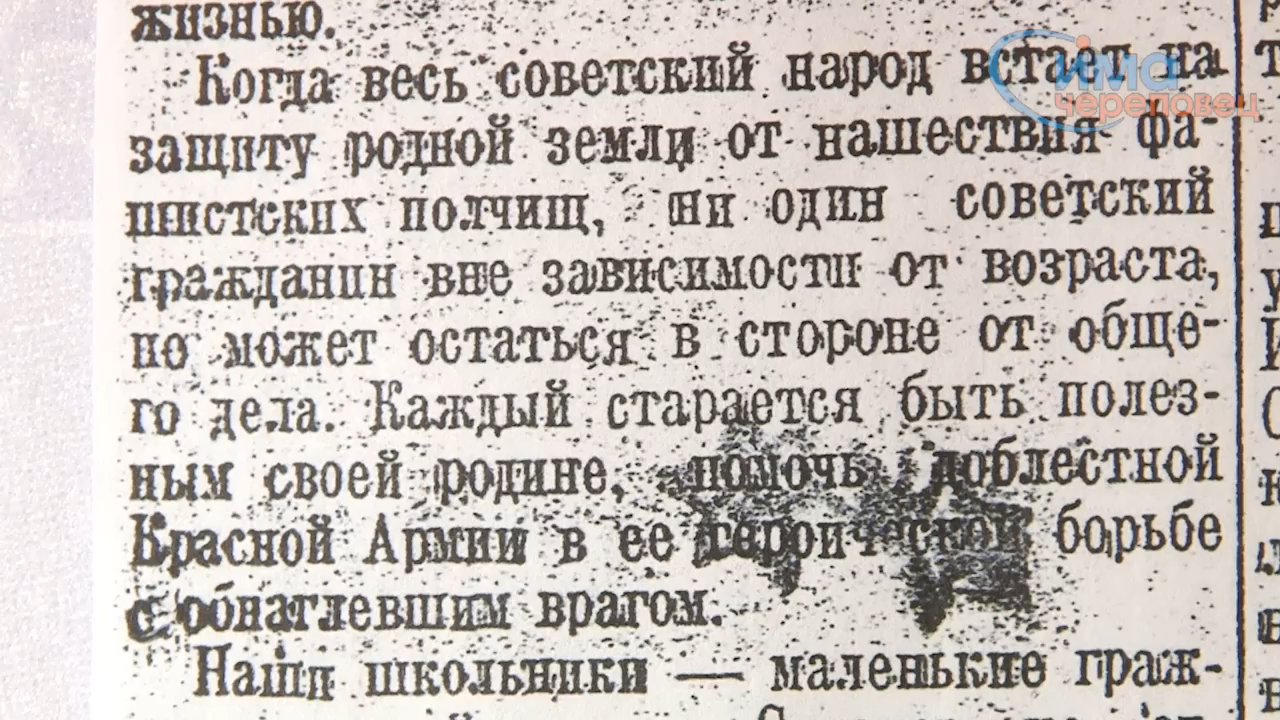 жизнью.
Когда весь советский народ встает на
защиту родной земли от нашествия фа-
шистских полчищ, ни один советский
гражданин вне зависимости от возраста,
не может остаться в стороне от обще-
го дела. Каждый старается быть полез-
ным своей родине, помочь доблестной
Красной Армии в ее героической борьбе
с обнаглевшим врагом.
Наши школьники — маленькие граж-
има
череповец